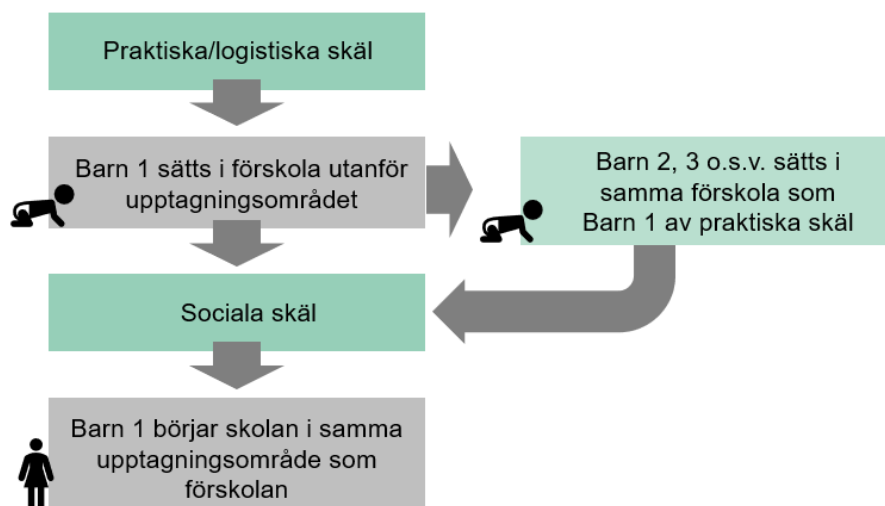 Praktiska/logistiska skäl
Barn 1 sätts i förskola utanför
upptagningsområdet
Barn 2, 3 o.s.v. sätts i
samma förskola som
Barn 1 av praktiska skäl
Sociala skäl
Barn 1 börjar skolan i samma
upptagningsområde som
förskolan